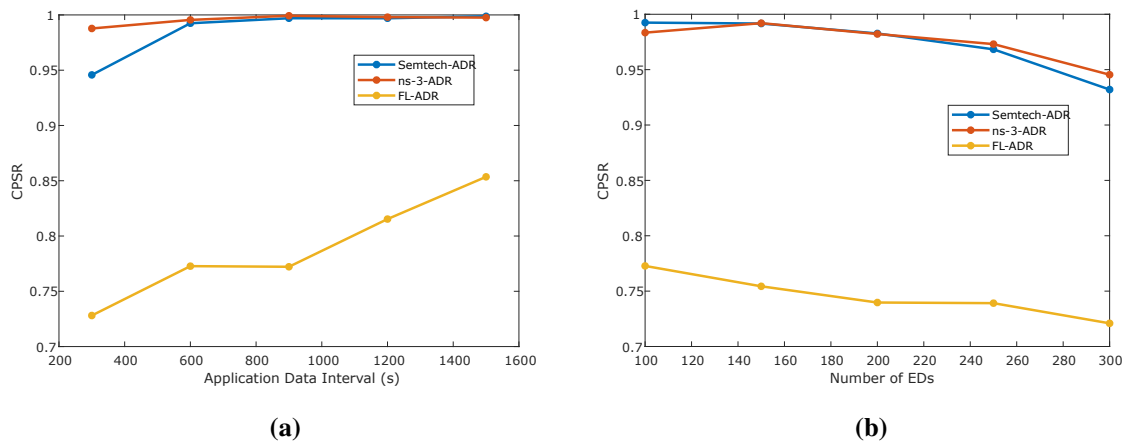 1
0.95
0.9
0.85
0.8
0.75
0.7
CPSR
200 400 600 800 1000 1200 1400 1600
Application Data Interval (s)
Semtech-ADR
ns-3-ADR
FL-ADR
(a)
1
0.95
0.9
0.85
0.8
0.75
0.7
CPSR
100 120 140 160 180 200 220 240 260 280 300
Number of EDs
Semtech-ADR
ns-3-ADR
FL-ADR
(b)